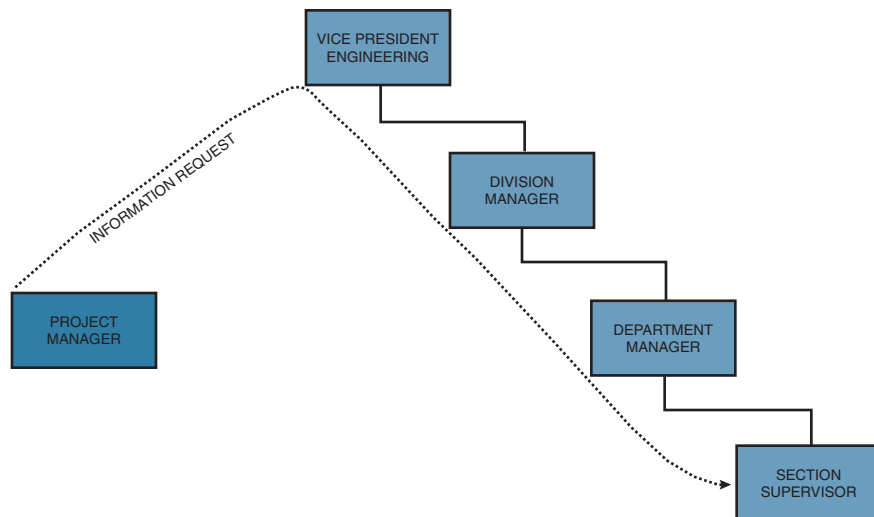 VICE PRESIDENT
ENGINEERING
INFORMATION REQUEST
DIVISION
MANAGER
PROJECT
MANAGER
DEPARTMENT
MANAGER
SECTION
SUPERVISOR